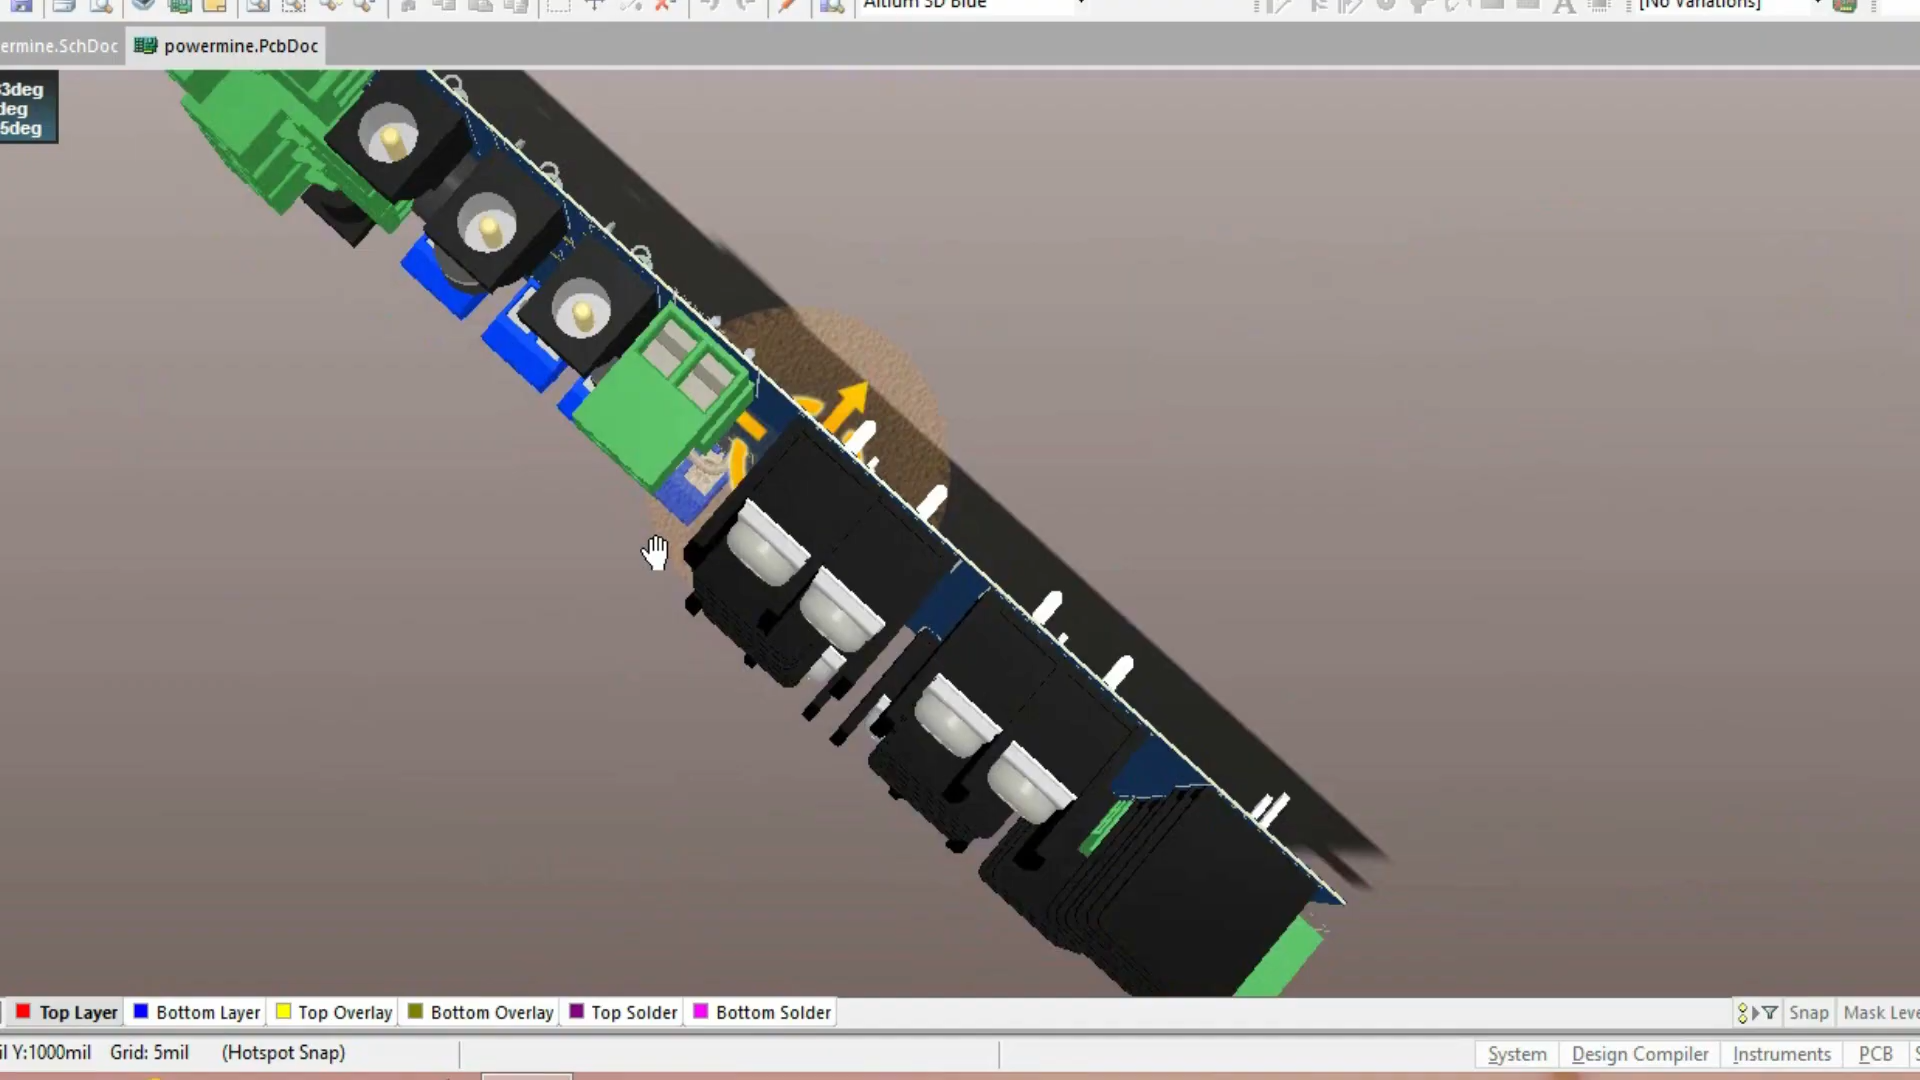 Altium 3D Blue
[No Variations]
ermine.SchDoc
powermine.PcbDoc
3deg
deg
5deg
Top Layer
Bottom Layer
Top Overlay
Bottom Overlay
Top Solder
Bottom Solder
Snap
Mask Leve
il Y:1000mil
Grid: 5mil
(Hotspot Snap)
System
Design Compiler
Instruments
PCB
S